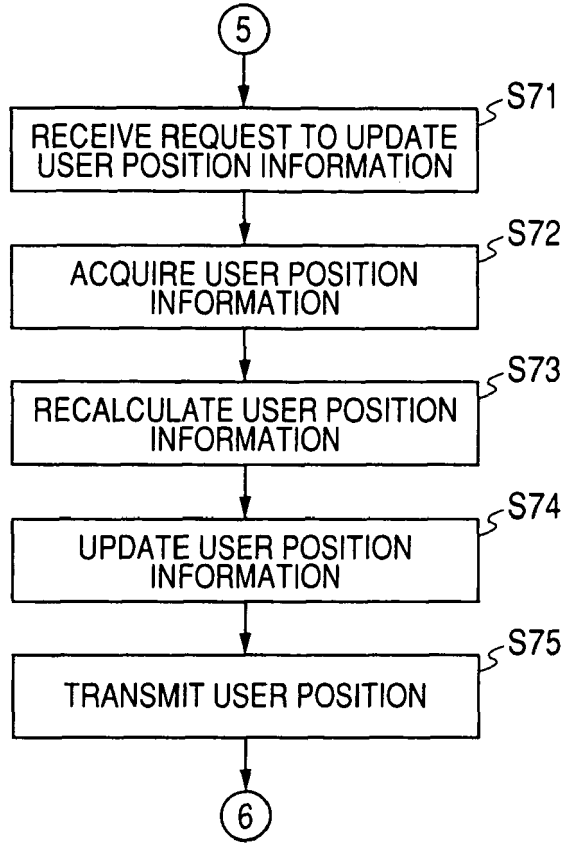 5
S71
RECEIVE REQUEST TO UPDATE
USER POSITION INFORMATION
S72
ACQUIRE USER POSITION
INFORMATION
S73
RECALCULATE USER POSITION
INFORMATION
S74
UPDATE USER POSITION
INFORMATION
S75
TRANSMIT USER POSITION
6